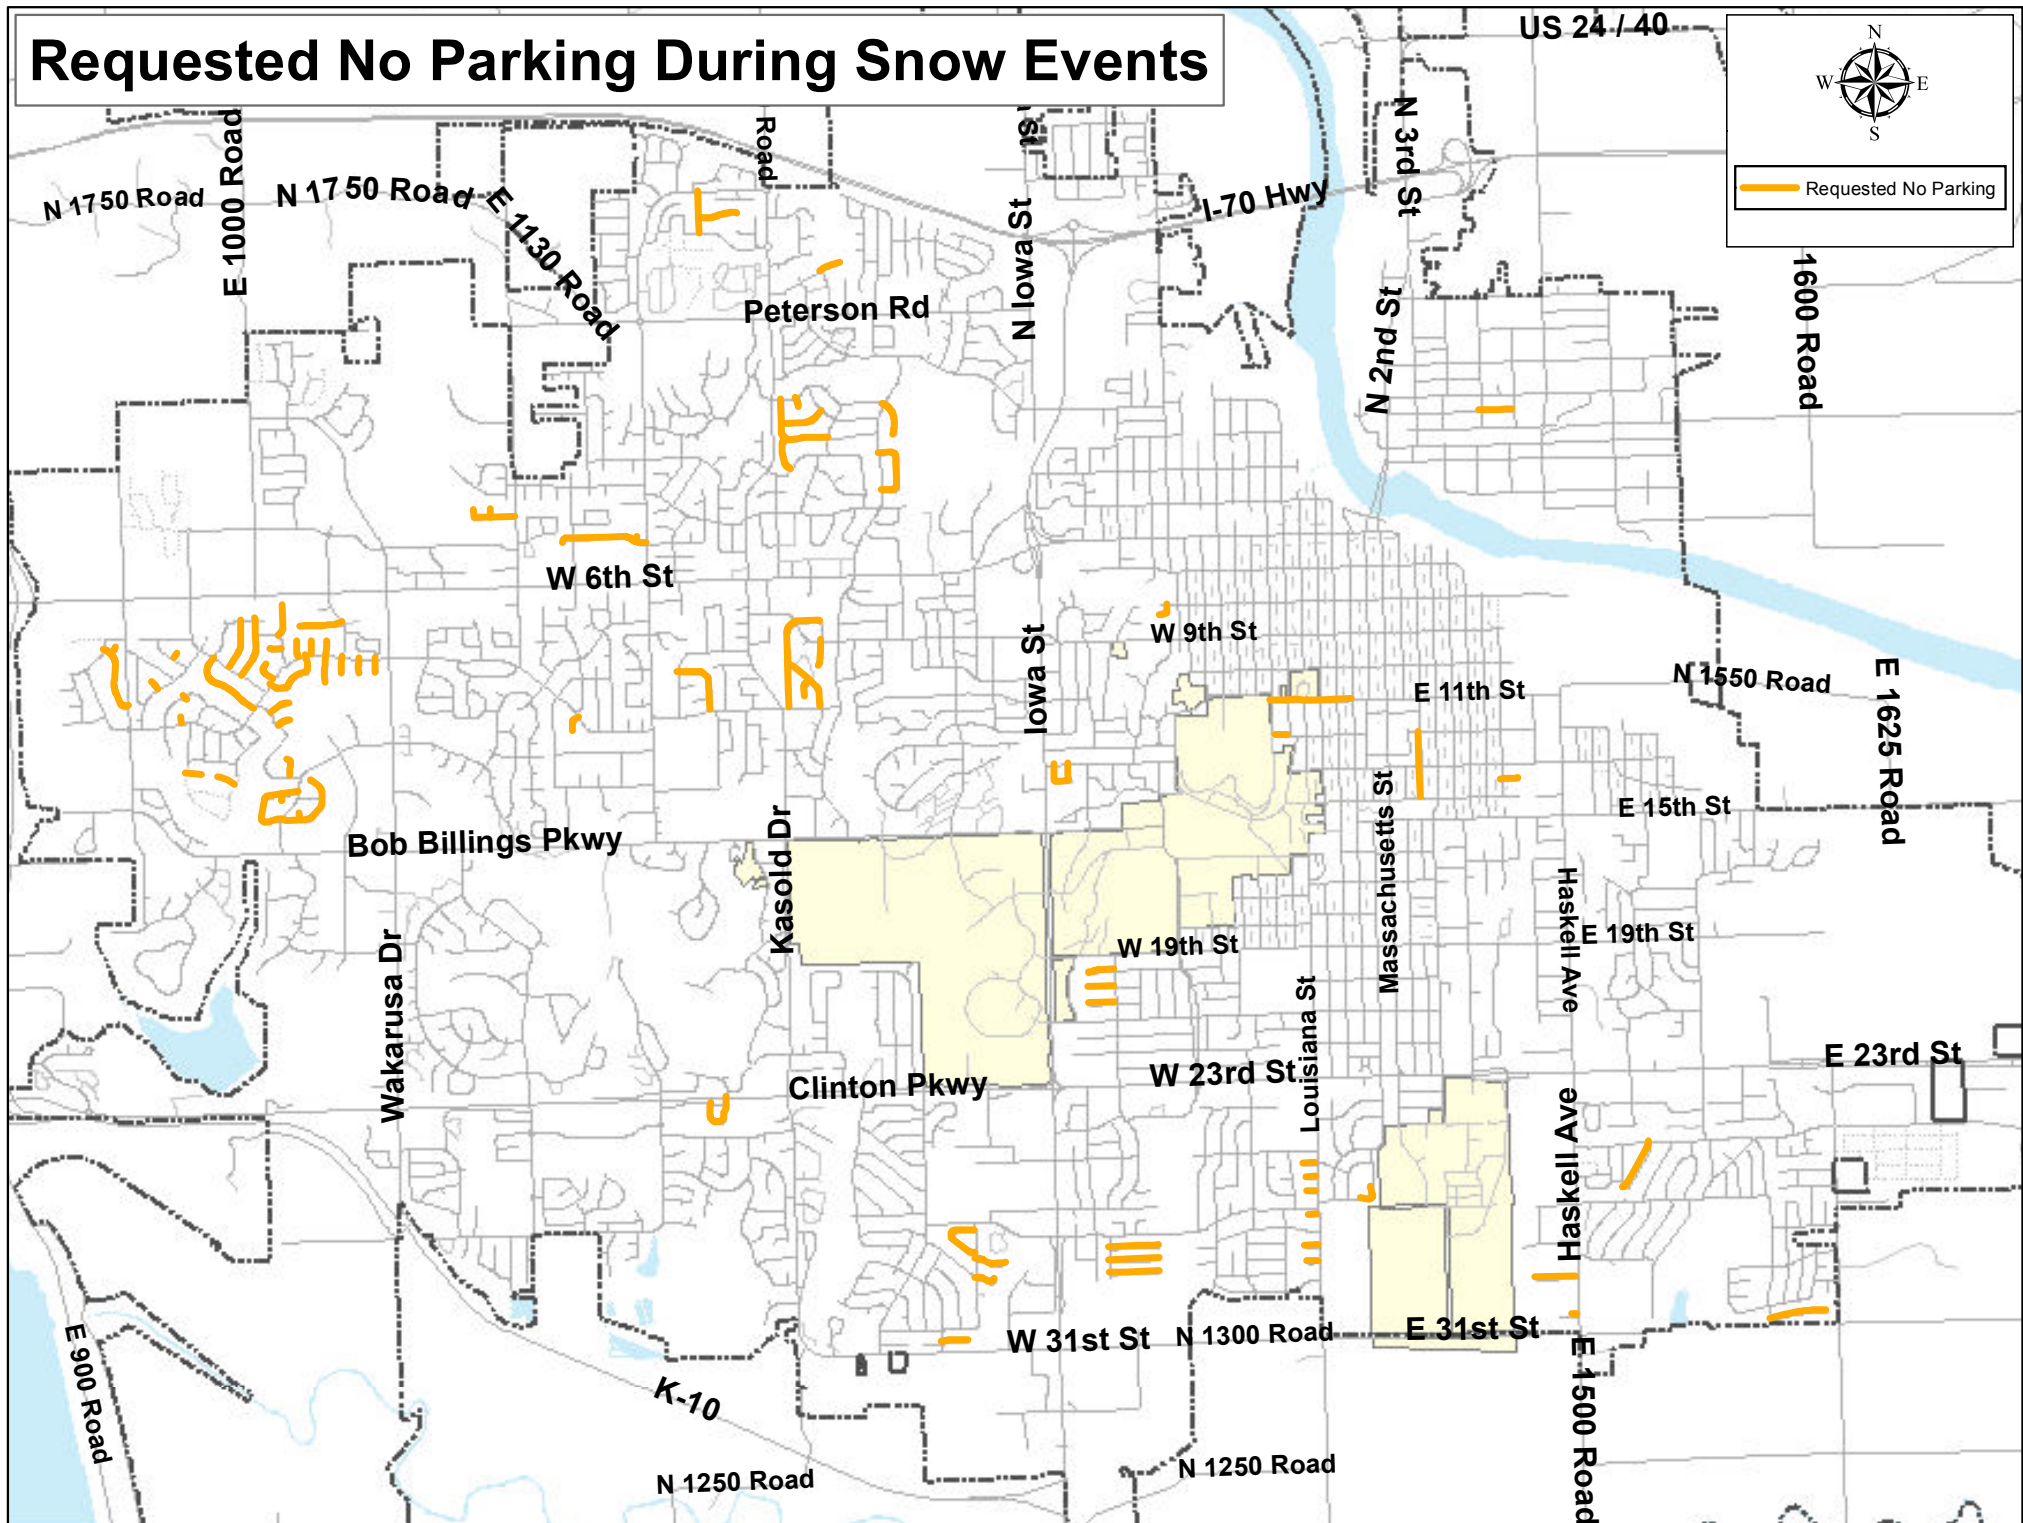 Requested No Parking During Snow Events
US 24 / 40
N
W
E
S
Requested No Parking
N 1750 Road
E 1000 Road
N 1750 Road
E 1130 Road
Road
St
N Iowa St
I-70 Hwy
N 3rd St
Peterson Rd
N 2nd St
1600 Road
W 6th St
Iowa St
W 9th St
E 11th St
N 1550 Road
E 1625 Road
Bob Billings Pkwy
Kasold Dr
Massachusetts St
E 15th St
Haskell Ave
E 19th St
W 19th St
Wakarusa Dr
Clinton Pkwy
W 23rd St
Louisiana St
E 23rd St
Haskell Ave
E 900 Road
W 31st St
N 1300 Road
E 31st St
E 1500 Road
K-10
N 1250 Road
N 1250 Road